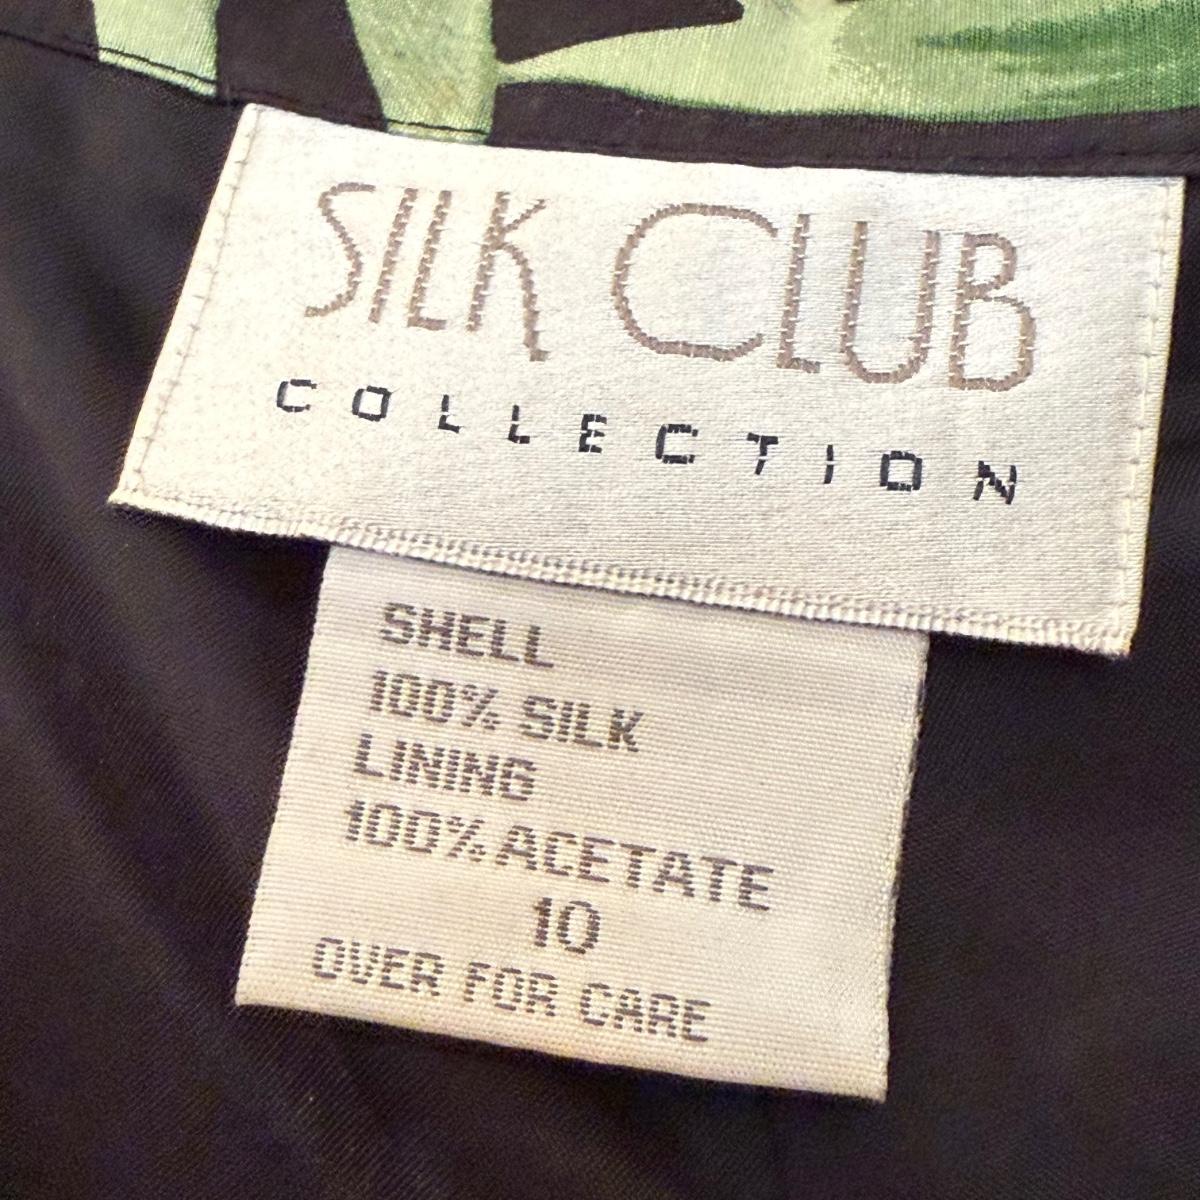 SILK CLUB
COLLECTION
SHELL
100% SILK
LINING
100% ACETATE
10
OVER FOR CARE